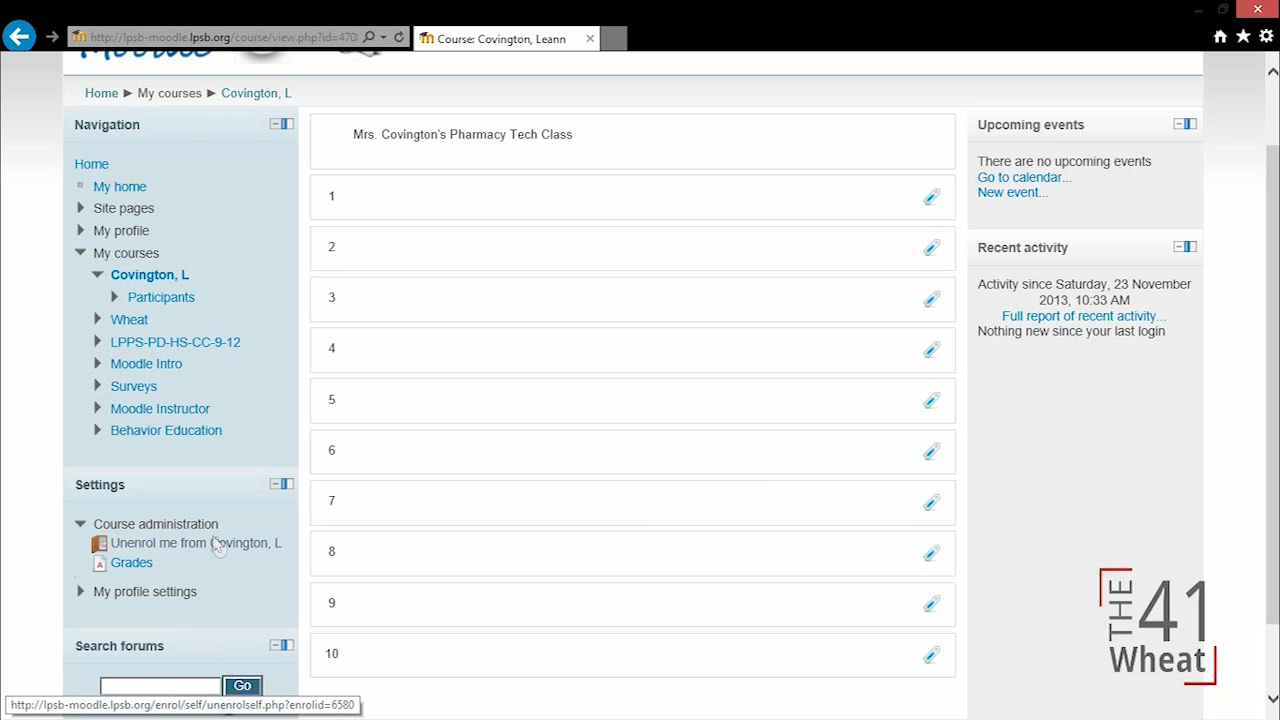 http://lpsb-moodle.lpsb.org/course/view.php?id=470
Course: Covington, Leann
Home ► My courses ► Covington, L
Navigation
Home
My home
Site pages
My profile
My courses
Covington, L
Participants
Wheat
LPPS-PD-HS-CC-9-12
Moodle Intro
Surveys
Moodle Instructor
Behavior Education
Settings
Course administration
Unenrol me from Covington, L
Grades
My profile settings
Search forums
Go
http://lpsb-moodle.lpsb.org/enrol/self/unenrolself.php?enrolid=6580
Mrs. Covington's Pharmacy Tech Class
1
2
3
4
5
6
7
8
9
10
Upcoming events
There are no upcoming events
Go to calendar...
New event...
Recent activity
Activity since Saturday, 23 November
2013, 10:33 AM
Full report of recent activity...
Nothing new since your last login
THE 41
Wheat